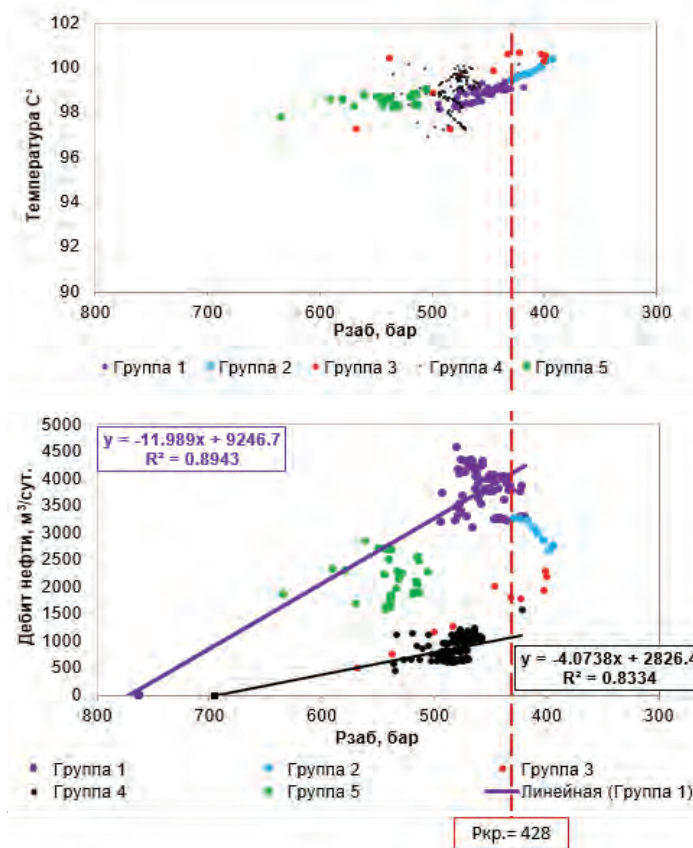 102
100
98
96
94
92
90
Температура С°
800 700 600 500 400 300
Рзаб, бар
Группа 1 Группа 2 Группа 3 Группа 4 Группа 5
5000
4500
4000
3500
3000
2500
2000
1500
1000
500
0
Дебит нефти, м³/сут.
y = -11.989x + 9246.7
R² = 0.8943
y = -4.0738x + 2826.4
R² = 0.8334
800 700 600 500 400 300
Рзаб, бар
Группа 1 Группа 2 Группа 3
Группа 4 Группа 5 Линейная (Группа 1)
Ркр.= 428